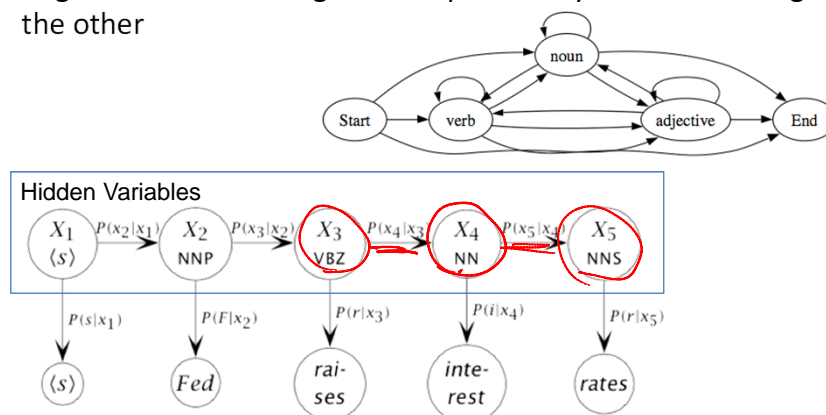 the other
noun
Start
verb
adjective
End
Hidden Variables
X₁ P(x₂|x₁) X₂ P(x₃|x₂) X₃ P(x₄|x₃ X₄ P(x₅|x₄) X₅
⟨s⟩ NNP VBZ NN NNS
P(s|x₁) P(F|x₂) P(r|x₃) P(i|x₄) P(r|x₅)
⟨s⟩ Fed rai- inte- rates
ses rest